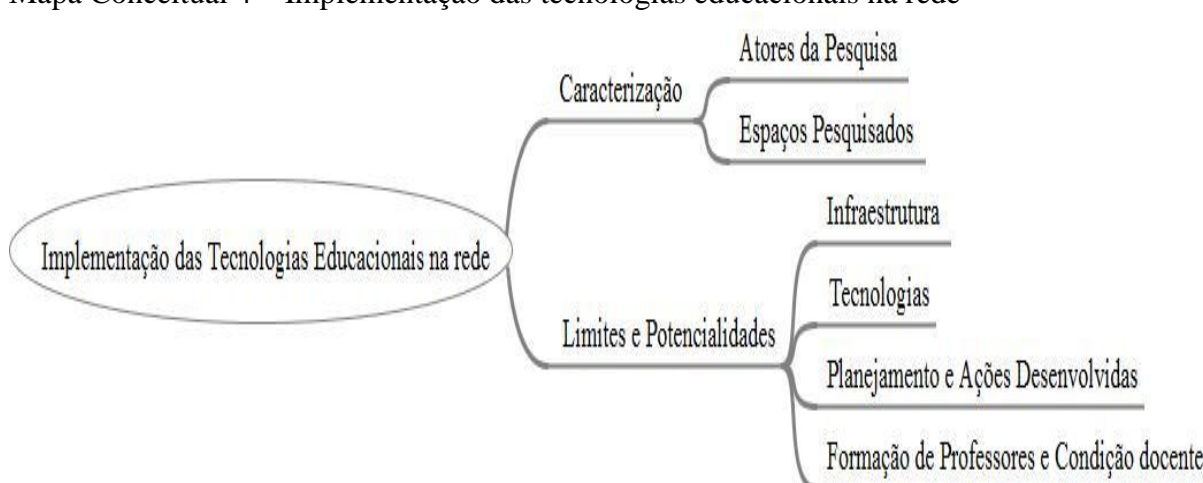 Mapa Conceitual 4 – Implementação das tecnologias educacionais na rede
Atores da Pesquisa
Caracterização
Espaços Pesquisados
Infraestrutura
Implementação das Tecnologias Educacionais na rede
Tecnologias
Limites e Potencialidades
Planejamento e Ações Desenvolvidas
Formação de Professores e Condição docente